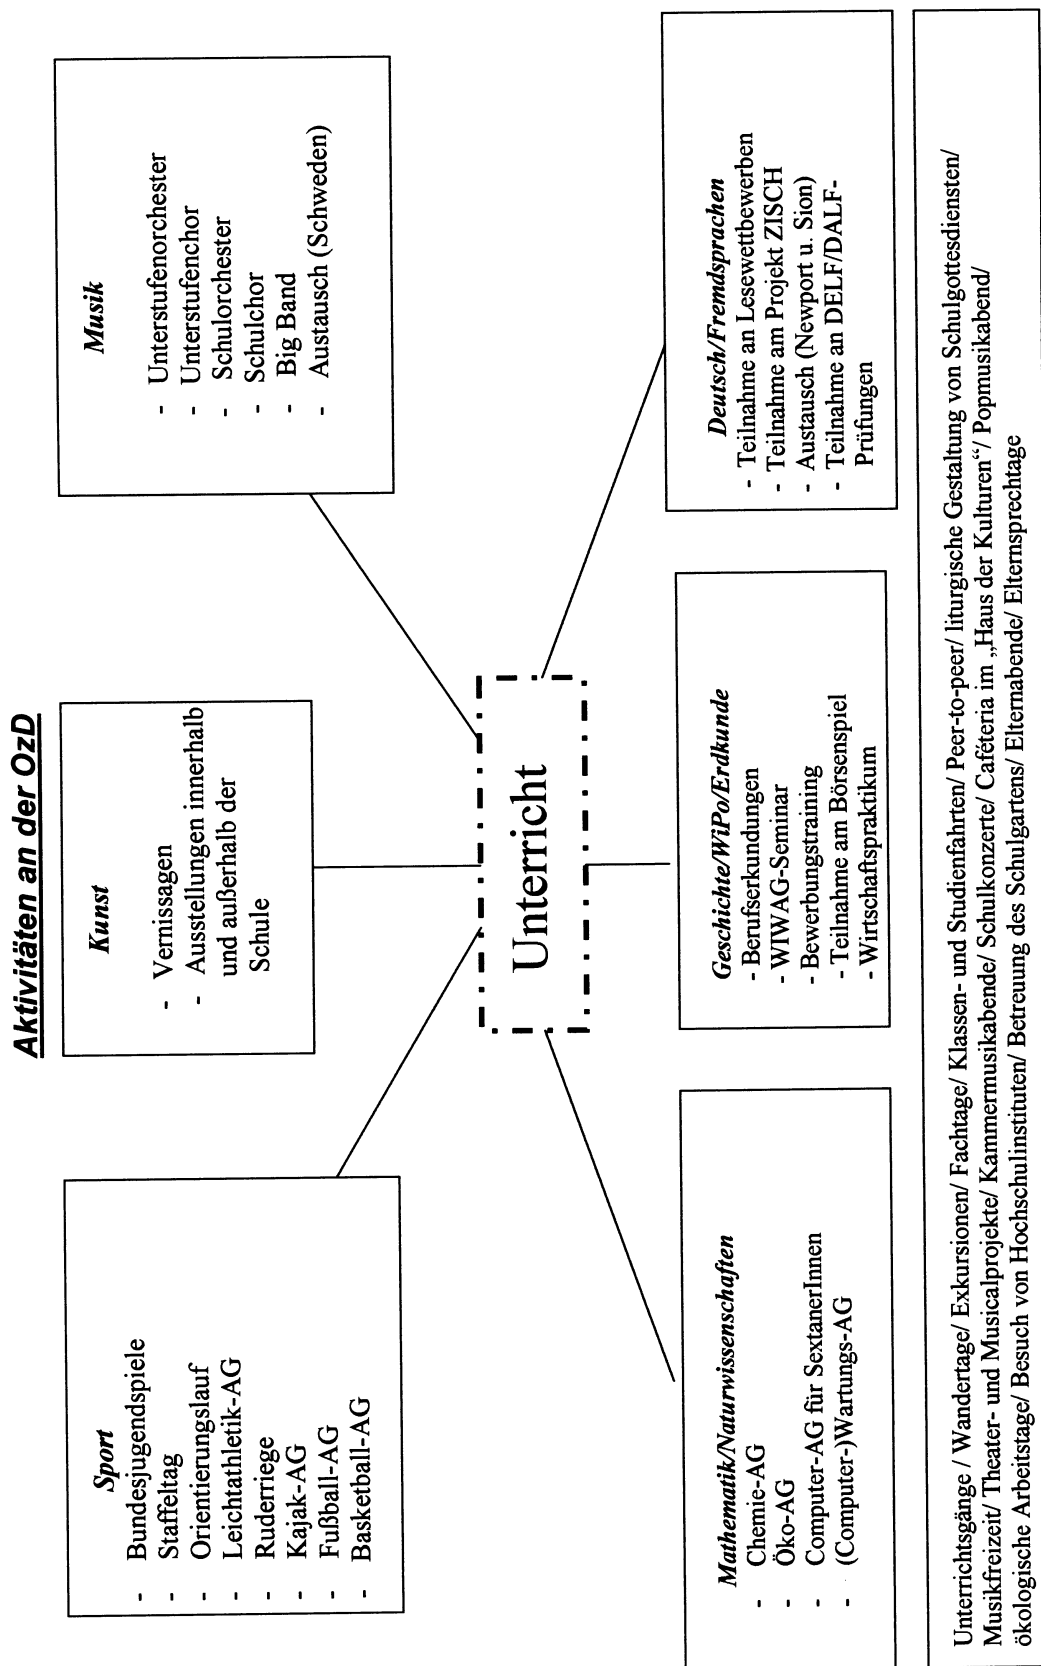 Aktivitäten an der OzD
Sport
- Bundesjugendspiele
- Staffeltag
- Orientierungslauf
- Leichtathletik-AG
- Ruderriege
- Kajak-AG
- Fußball-AG
- Basketball-AG
Kunst
- Vernissagen
- Ausstellungen innerhalb
und außerhalb der
Schule
Musik
- Unterstufenorchester
- Unterstufenchor
- Schulorchester
- Schulchor
- Big Band
- Austausch (Schweden)
Unterricht
Mathematik/Naturwissenschaften
- Chemie-AG
- Öko-AG
- Computer-AG für SextanerInnen
- (Computer-)Wartungs-AG
Geschichte/WiPo/Erdkunde
- Berufserkundungen
- WIWAG-Seminar
- Bewerbungstraining
- Teilnahme am Börsenspiel
- Wirtschaftspraktikum
Deutsch/Fremdsprachen
- Teilnahme an Lesewettbewerben
- Teilnahme am Projekt ZISCH
- Austausch (Newport u. Sion)
- Teilnahme an DELF/DALF-
Prüfungen
Unterrichtsgänge / Wandertage/ Exkursionen/ Fachtage/ Klassen- und Studienfahrten/ Peer-to-peer/ liturgische Gestaltung von Schulgottesdiensten/
Musikfreizeit/ Theater- und Musicalprojekte/ Kammermusikabende/ Schulkonzerte/ Caféteria im „Haus der Kulturen“/ Popmusikabend/
ökologische Arbeitstage/ Besuch von Hochschulinstituten/ Betreuung des Schulgartens/ Elternabende/ Elternsprechtage